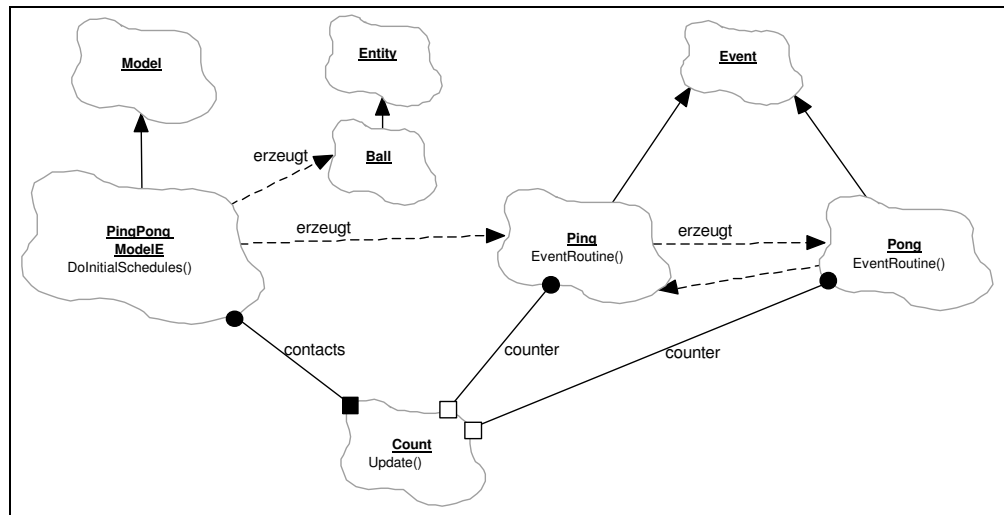 Model
Entity
Event
erzeugt
Ball
PingPong
ModelE
DoInitialSchedules()
erzeugt
Ping
EventRoutine()
erzeugt
Pong
EventRoutine()
contacts
counter
counter
Count
Update()